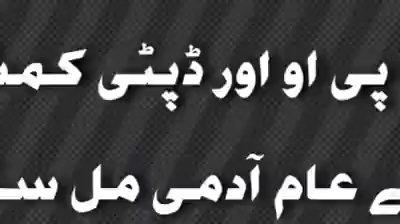 پی او اور ڈپٹی
عام آدمی مل